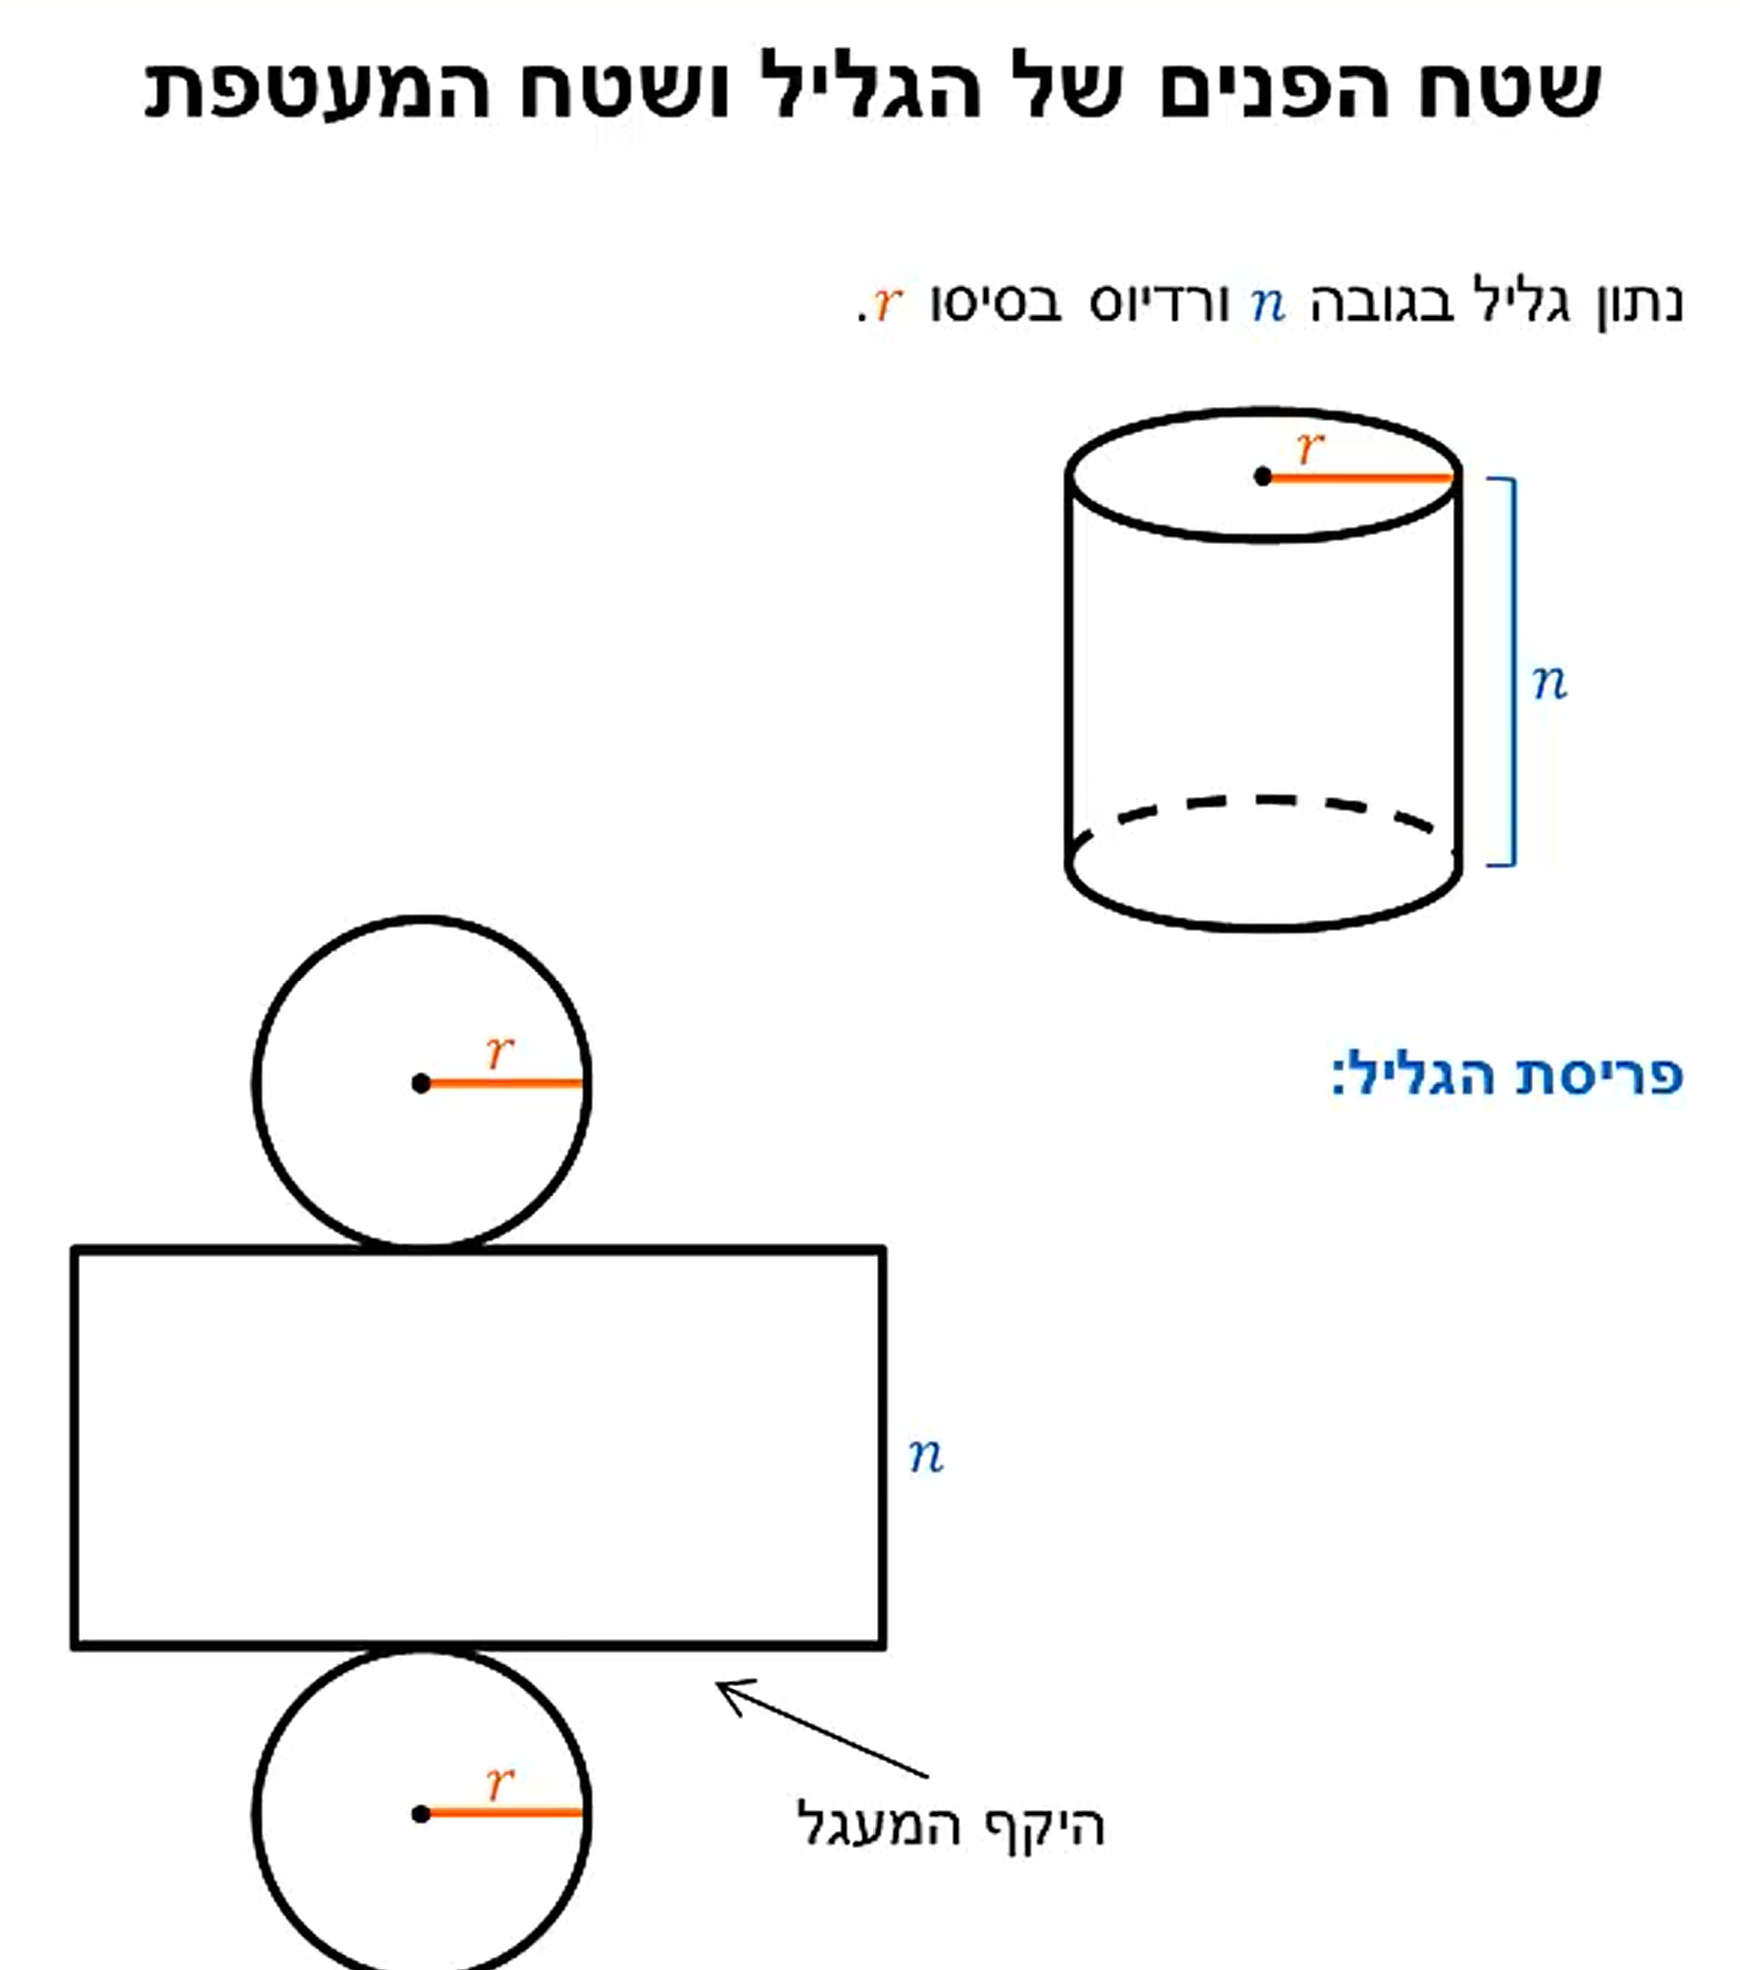 שטח הפנים של הגליל ושטח המעטפת
נתון גליל בגובה n ורדיוס בסיסו r.
r
n
פריסת הגליל:
r
n
r
היקף המעגל